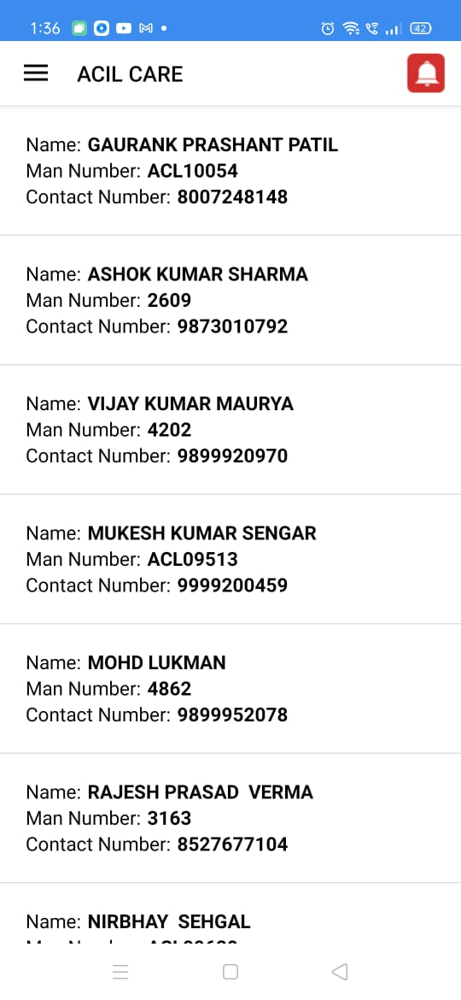 1:36
42
ACIL CARE
Name: GAURANK PRASHANT PATIL
Man Number: ACL10054
Contact Number: 8007248148
Name: ASHOK KUMAR SHARMA
Man Number: 2609
Contact Number: 9873010792
Name: VIJAY KUMAR MAURYA
Man Number: 4202
Contact Number: 9899920970
Name: MUKESH KUMAR SENGAR
Man Number: ACL09513
Contact Number: 9999200459
Name: MOHD LUKMAN
Man Number: 4862
Contact Number: 9899952078
Name: RAJESH PRASAD  VERMA
Man Number: 3163
Contact Number: 8527677104
Name: NIRBHAY  SEHGAL